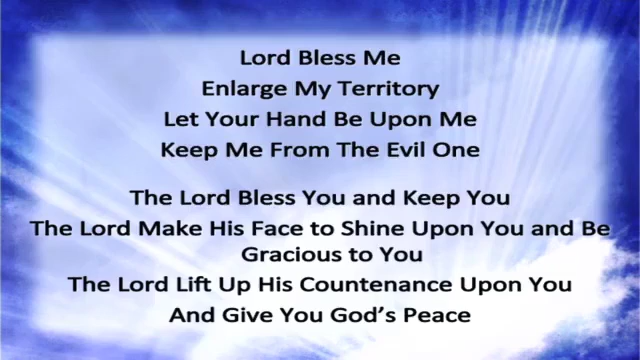 Lord Bless Me
Enlarge My Territory
Let Your Hand Be Upon Me
Keep Me From The Evil One
The Lord Bless You and Keep You
The Lord Make His Face to Shine Upon You and Be
Gracious to You
The Lord Lift Up His Countenance Upon You
And Give You God’s Peace